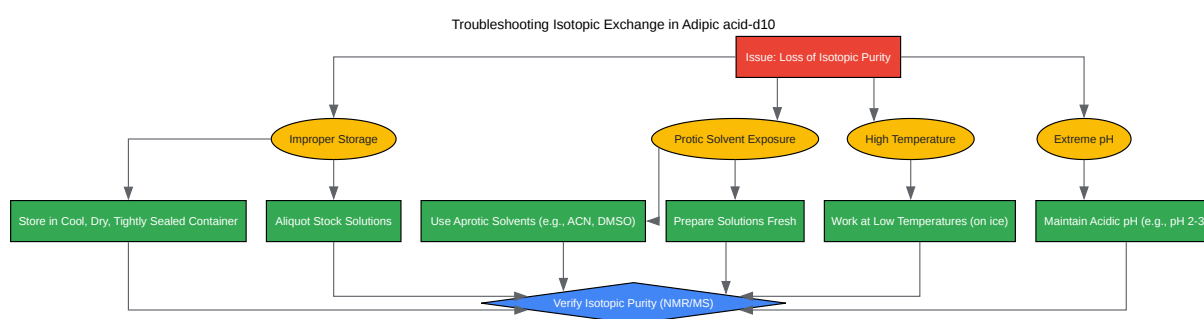 Troubleshooting Isotopic Exchange in Adipic acid-d10
Issue: Loss of Isotopic Purity
Improper Storage
Protic Solvent Exposure
High Temperature
Extreme pH
Store in Cool, Dry, Tightly Sealed Container
Aliquot Stock Solutions
Use Aprotic Solvents (e.g., ACN, DMSO)
Prepare Solutions Fresh
Work at Low Temperatures (on ice)
Maintain Acidic pH (e.g., pH 2-3
Verify Isotopic Purity (NMR/MS)